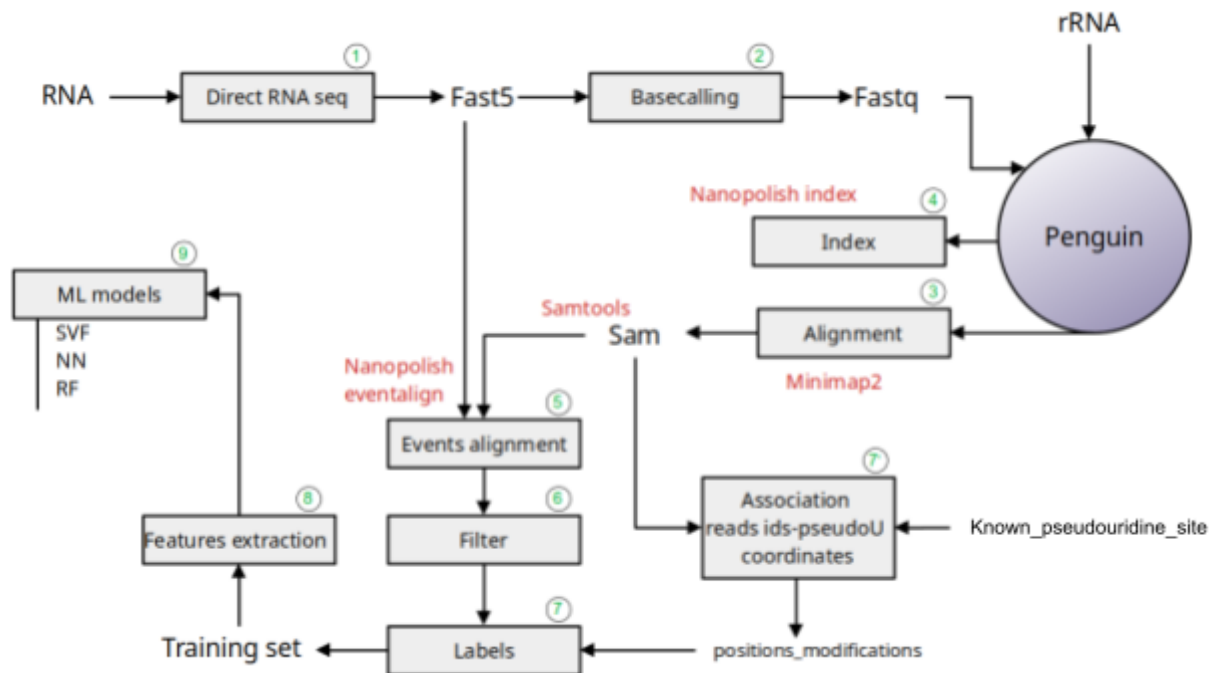 rRNA
1
2
RNA
Direct RNA seq
Fast5
Basecalling
Fastq
Nanopolish index
4
Index
Penguin
9
ML models
SVF
NN
RF
3
Samtools
Sam
Alignment
Minimap2
Nanopolish
eventalign
5
Events alignment
7'
Association
reads ids-pseudoU
coordinates
Known_pseudouridine_site
8
Features extraction
6
Filter
7
Training set
Labels
positions_modifications